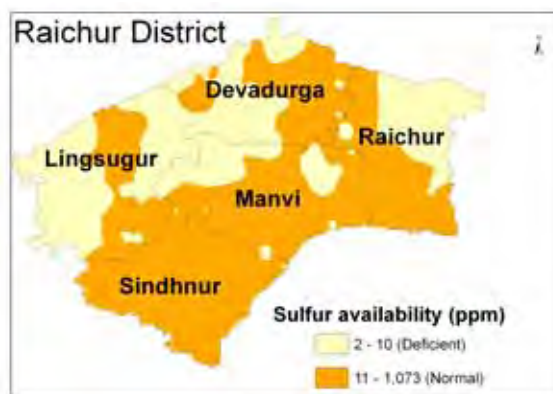 Raichur District
Devadurga
Raichur
Lingsugur
Manvi
Sindhnur
Sulfur availability (ppm)
2 - 10 (Deficient)
11 - 1,073 (Normal)